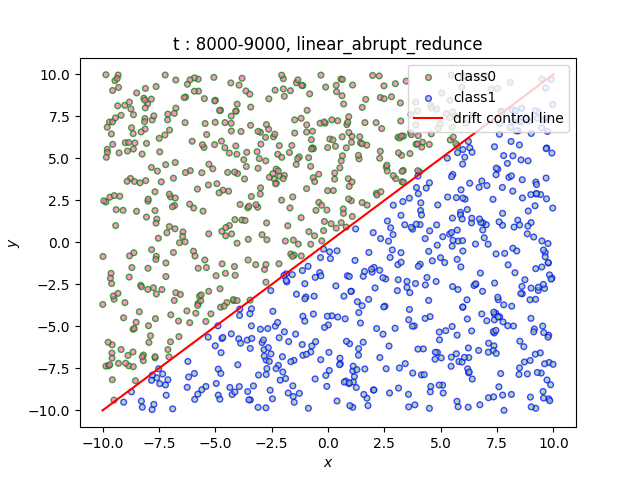 t : 8000-9000, linear_abrupt_redunce
class0
class1
drift control line
10.0
7.5
5.0
2.5
0.0
−2.5
−5.0
−7.5
−10.0
y
−10.0 −7.5 −5.0 −2.5 0.0 2.5 5.0 7.5 10.0
x